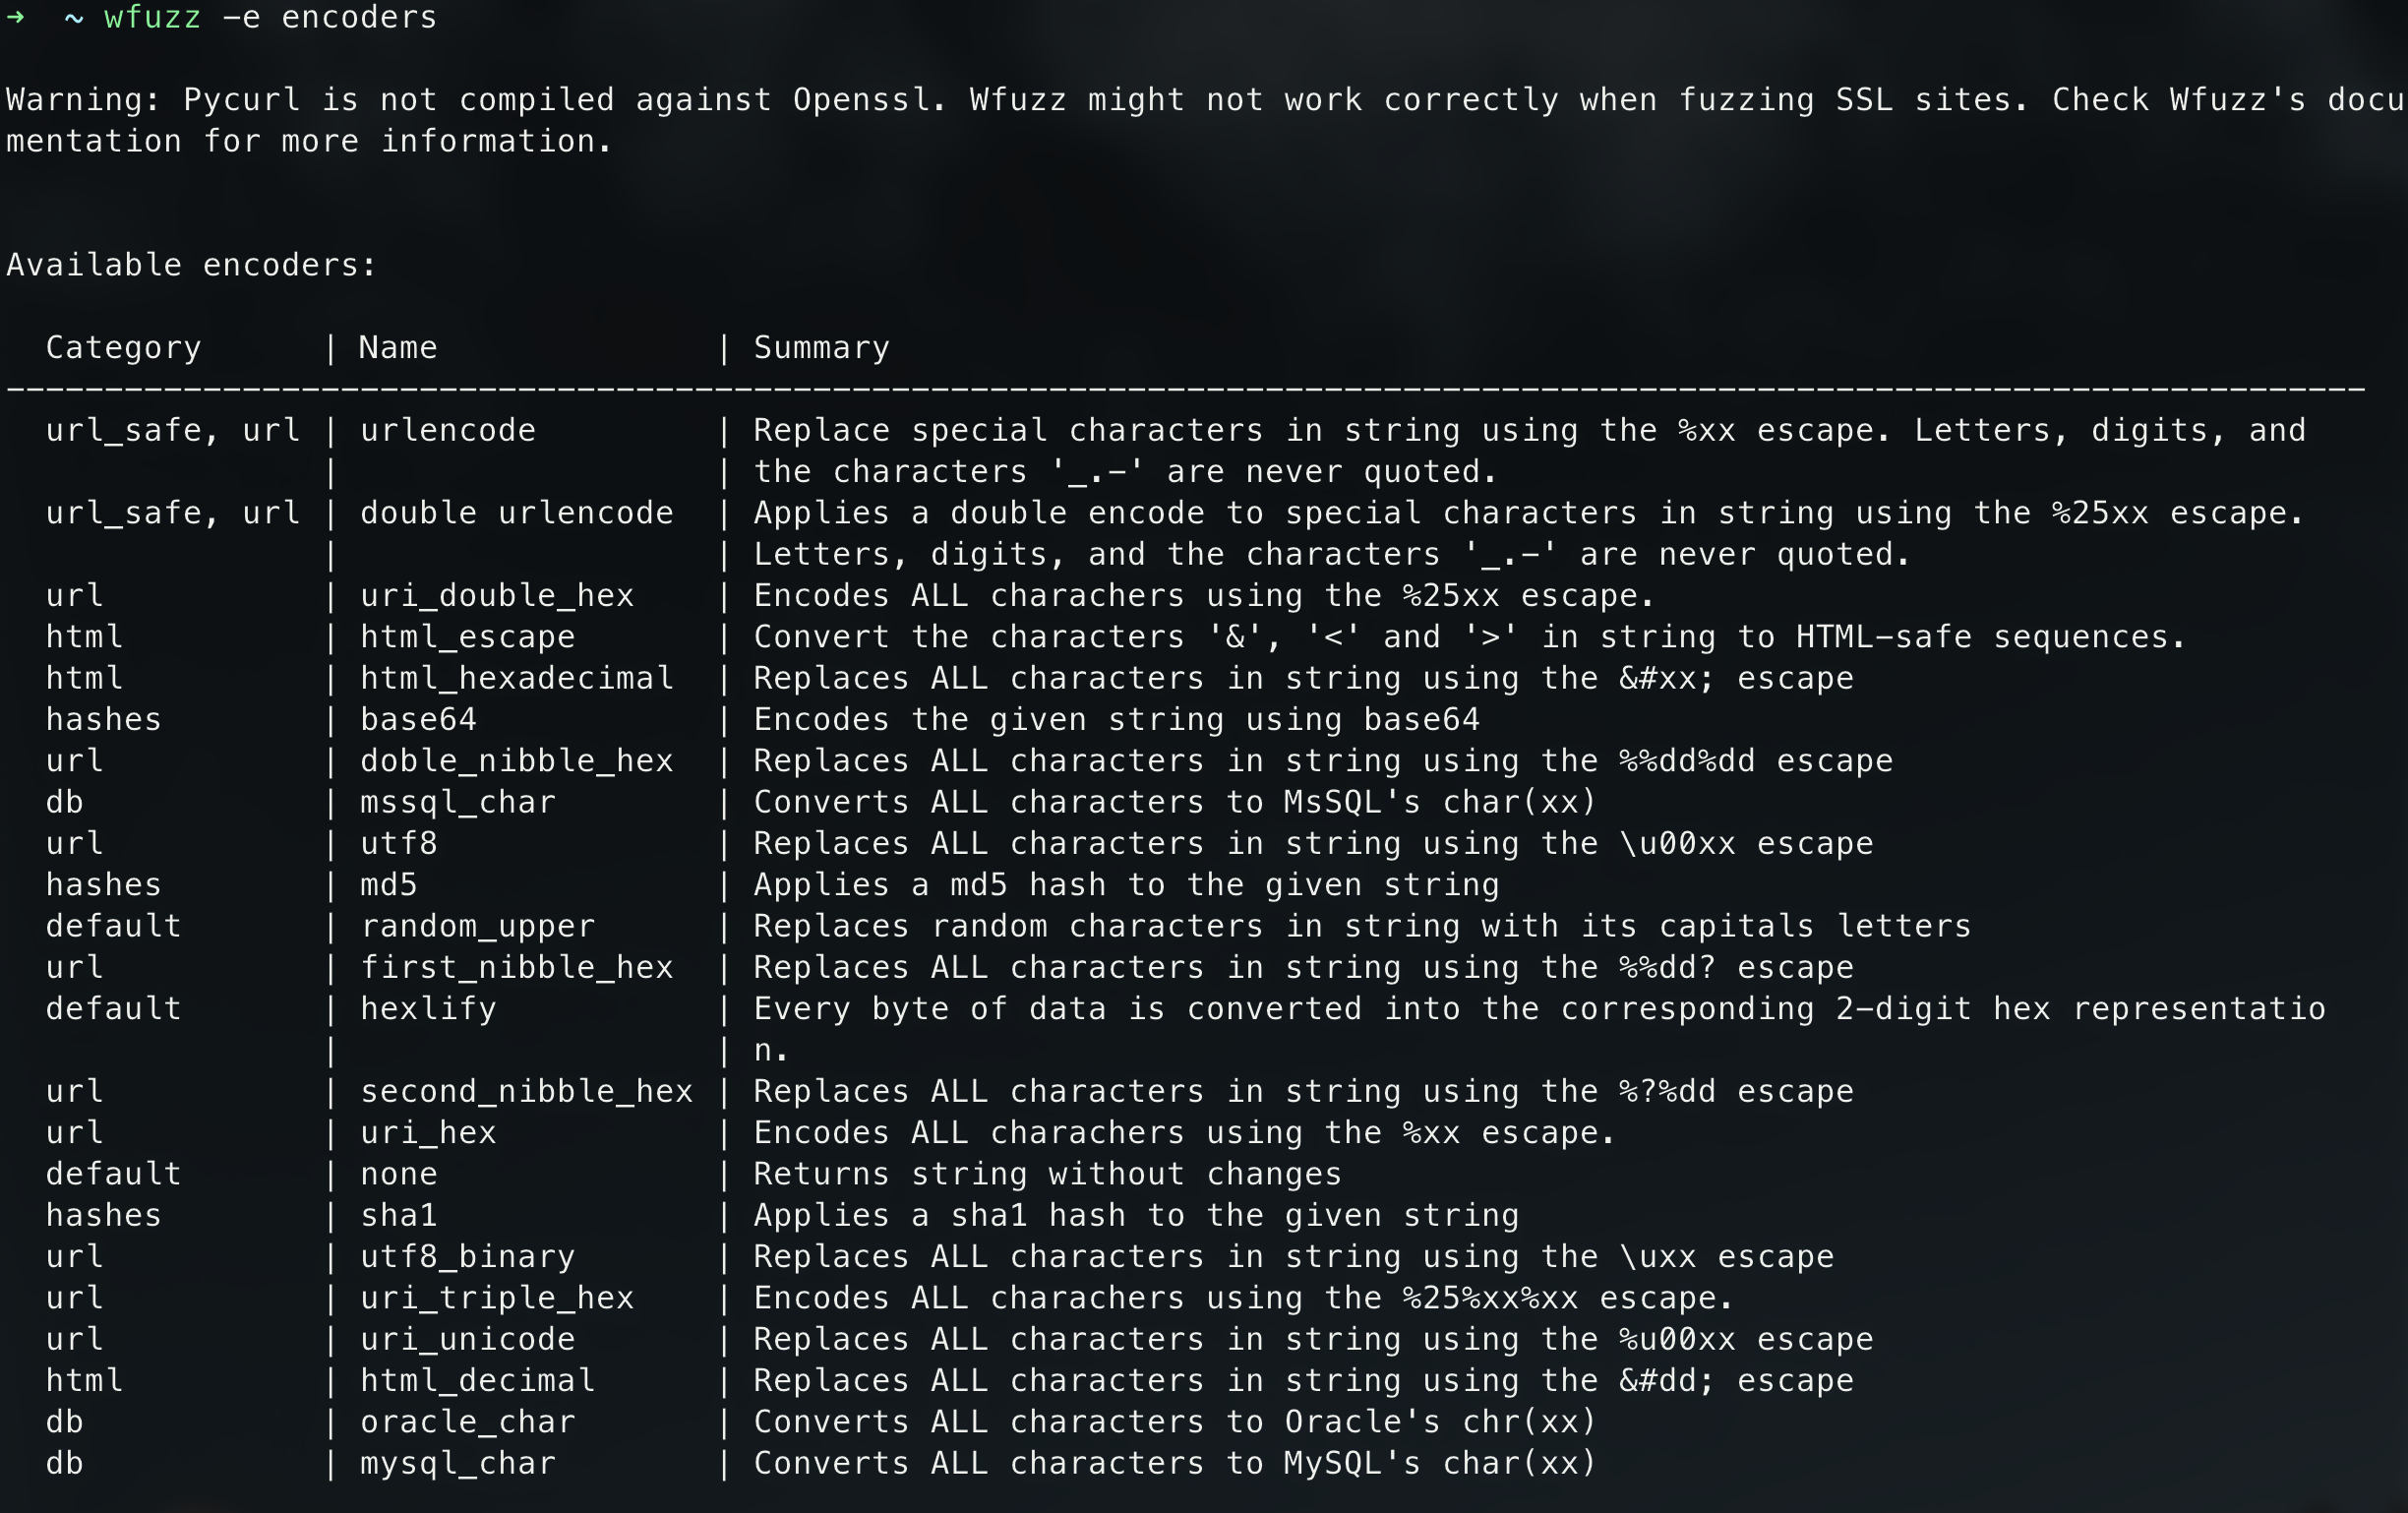 ➜  ~ wfuzz -e encoders

Warning: Pycurl is not compiled against Openssl. Wfuzz might not work correctly when fuzzing SSL sites. Check Wfuzz's docu
mentation for more information.

Available encoders:

  Category      | Name              | Summary
------------------------------------------------------------------------------------------------------------------------
  url_safe, url | urlencode         | Replace special characters in string using the %xx escape. Letters, digits, and
                |                   | the characters '_.-' are never quoted.
  url_safe, url | double urlencode  | Applies a double encode to special characters in string using the %25xx escape.
                |                   | Letters, digits, and the characters '_.-' are never quoted.
  url           | uri_double_hex    | Encodes ALL charachers using the %25xx escape.
  html          | html_escape       | Convert the characters '&', '<' and '>' in string to HTML-safe sequences.
  html          | html_hexadecimal  | Replaces ALL characters in string using the &#xx; escape
  hashes        | base64            | Encodes the given string using base64
  url           | doble_nibble_hex  | Replaces ALL characters in string using the %%dd%dd escape
  db            | mssql_char        | Converts ALL characters to MsSQL's char(xx)
  url           | utf8              | Replaces ALL characters in string using the \u00xx escape
  hashes        | md5               | Applies a md5 hash to the given string
  default       | random_upper      | Replaces random characters in string with its capitals letters
  url           | first_nibble_hex  | Replaces ALL characters in string using the %%dd? escape
  default       | hexlify           | Every byte of data is converted into the corresponding 2-digit hex representatio
                |                   | n.
  url           | second_nibble_hex | Replaces ALL characters in string using the %?%dd escape
  url           | uri_hex           | Encodes ALL charachers using the %xx escape.
  default       | none              | Returns string without changes
  hashes        | sha1              | Applies a sha1 hash to the given string
  url           | utf8_binary       | Replaces ALL characters in string using the \uxx escape
  url           | uri_triple_hex    | Encodes ALL charachers using the %25%xx%xx escape.
  url           | uri_unicode       | Replaces ALL characters in string using the %u00xx escape
  html          | html_decimal      | Replaces ALL characters in string using the &#dd; escape
  db            | oracle_char       | Converts ALL characters to Oracle's chr(xx)
  db            | mysql_char        | Converts ALL characters to MySQL's char(xx)